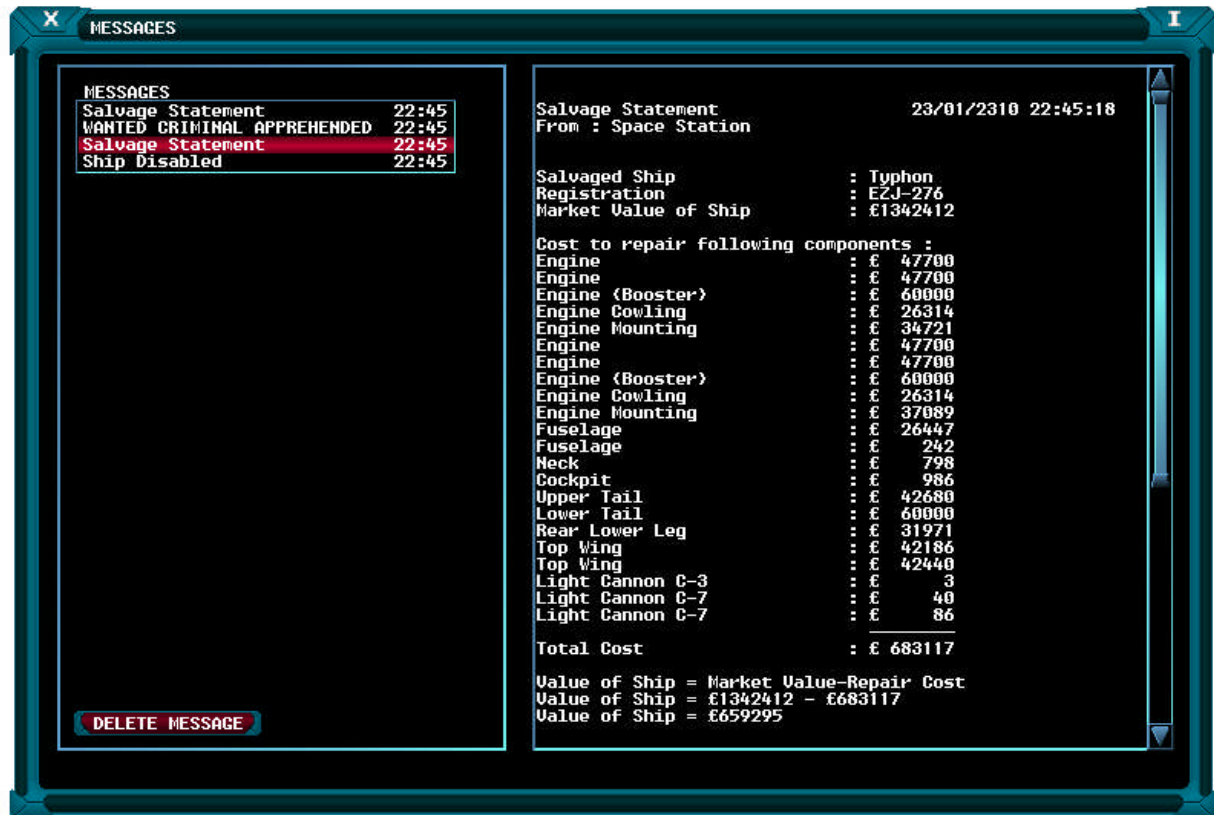 X MESSAGES I
MESSAGES
Salvage Statement 22:45
WANTED CRIMINAL APPREHENDED 22:45
Salvage Statement 22:45
Ship Disabled 22:45
DELETE MESSAGE
Salvage Statement 23/01/2310 22:45:18
From : Space Station
Salvaged Ship : Typhon
Registration : EZJ-276
Market Value of Ship : £1342412
Cost to repair following components :
Engine : £ 47700
Engine : £ 47700
Engine (Booster) : £ 60000
Engine Cowling : £ 26314
Engine Mounting : £ 34721
Engine : £ 47700
Engine : £ 47700
Engine (Booster) : £ 60000
Engine Cowling : £ 26314
Engine Mounting : £ 37089
Fuselage : £ 26447
Fuselage : £ 242
Neck : £ 798
Cockpit : £ 986
Upper Tail : £ 42680
Lower Tail : £ 60000
Rear Lower Leg : £ 31971
Top Wing : £ 42186
Top Wing : £ 42440
Light Cannon C-3 : £ 3
Light Cannon C-7 : £ 40
Light Cannon C-7 : £ 86
Total Cost : £ 683117
Value of Ship = Market Value-Repair Cost
Value of Ship = £1342412 - £683117
Value of Ship = £659295